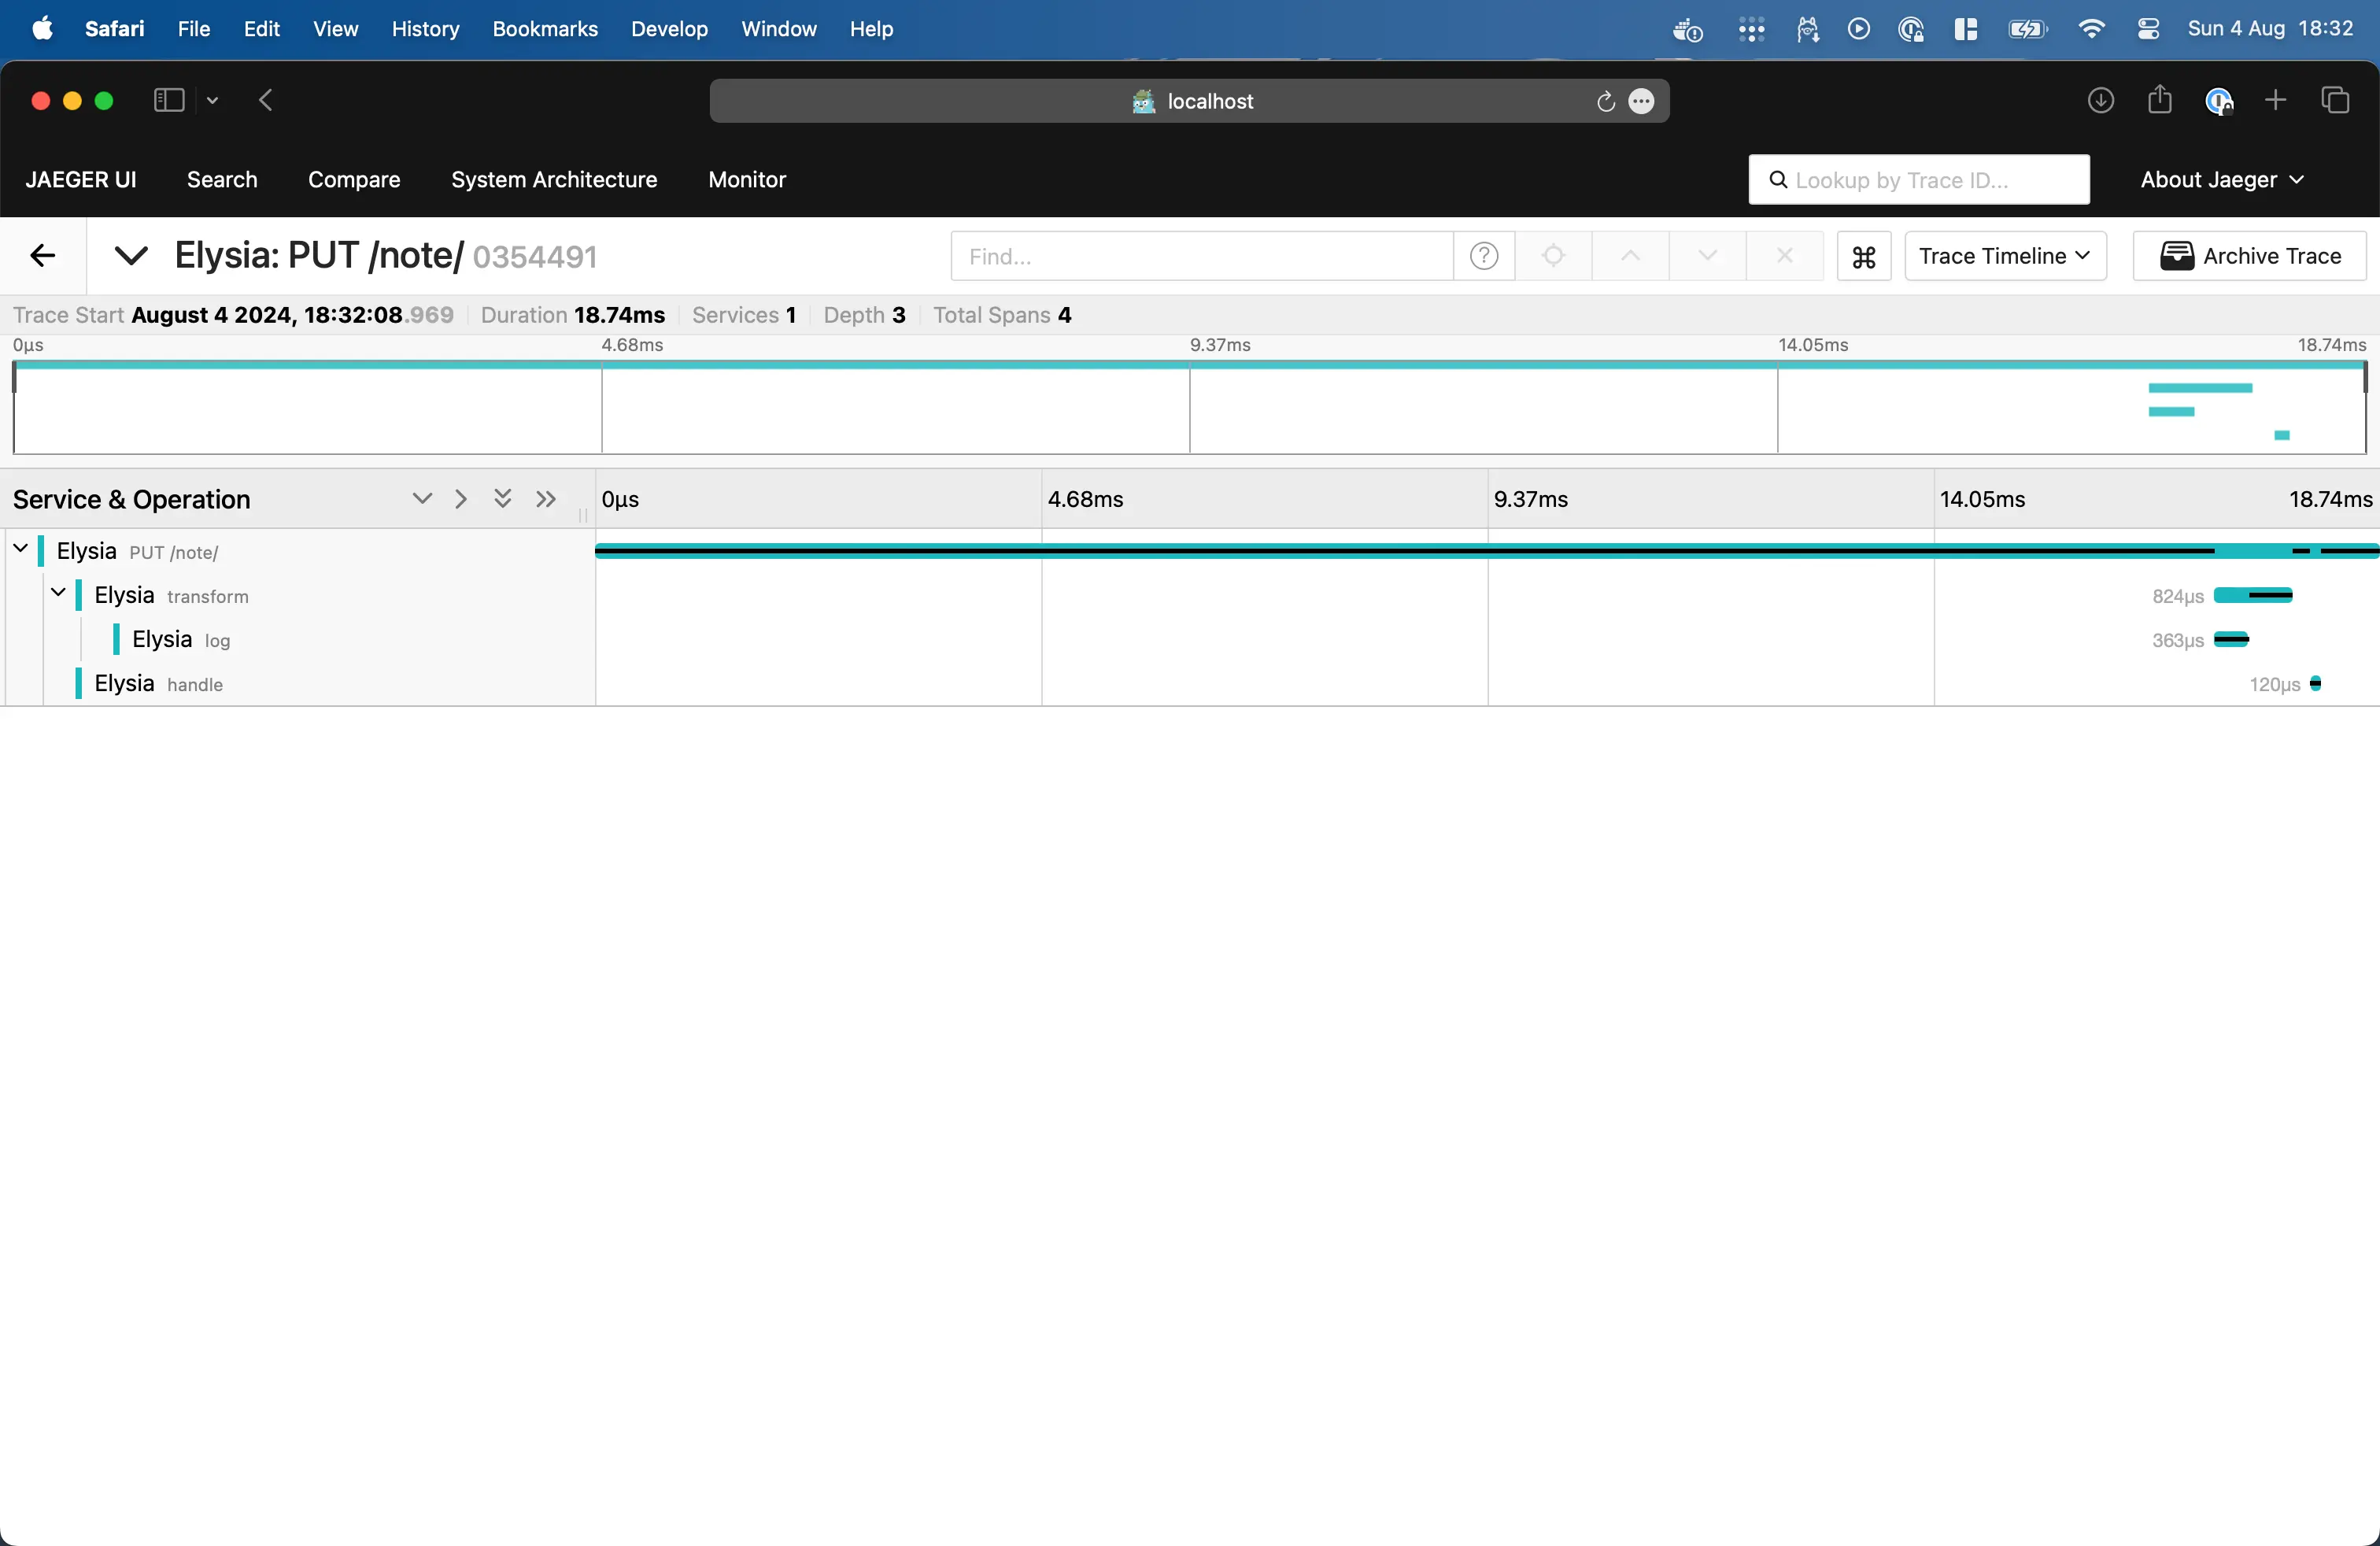 Safari File Edit View History Bookmarks Develop Window Help Sun 4 Aug 18:32
localhost
JAEGER UI Search Compare System Architecture Monitor Lookup by Trace ID... About Jaeger
Elysia: PUT /note/ 0354491 Find... Trace Timeline Archive Trace
Trace Start August 4 2024, 18:32:08.969 Duration 18.74ms Services 1 Depth 3 Total Spans 4
0μs 4.68ms 9.37ms 14.05ms 18.74ms
Service & Operation 0μs 4.68ms 9.37ms 14.05ms 18.74ms
Elysia PUT /note/
Elysia transform 824μs
Elysia log 363μs
Elysia handle 120μs